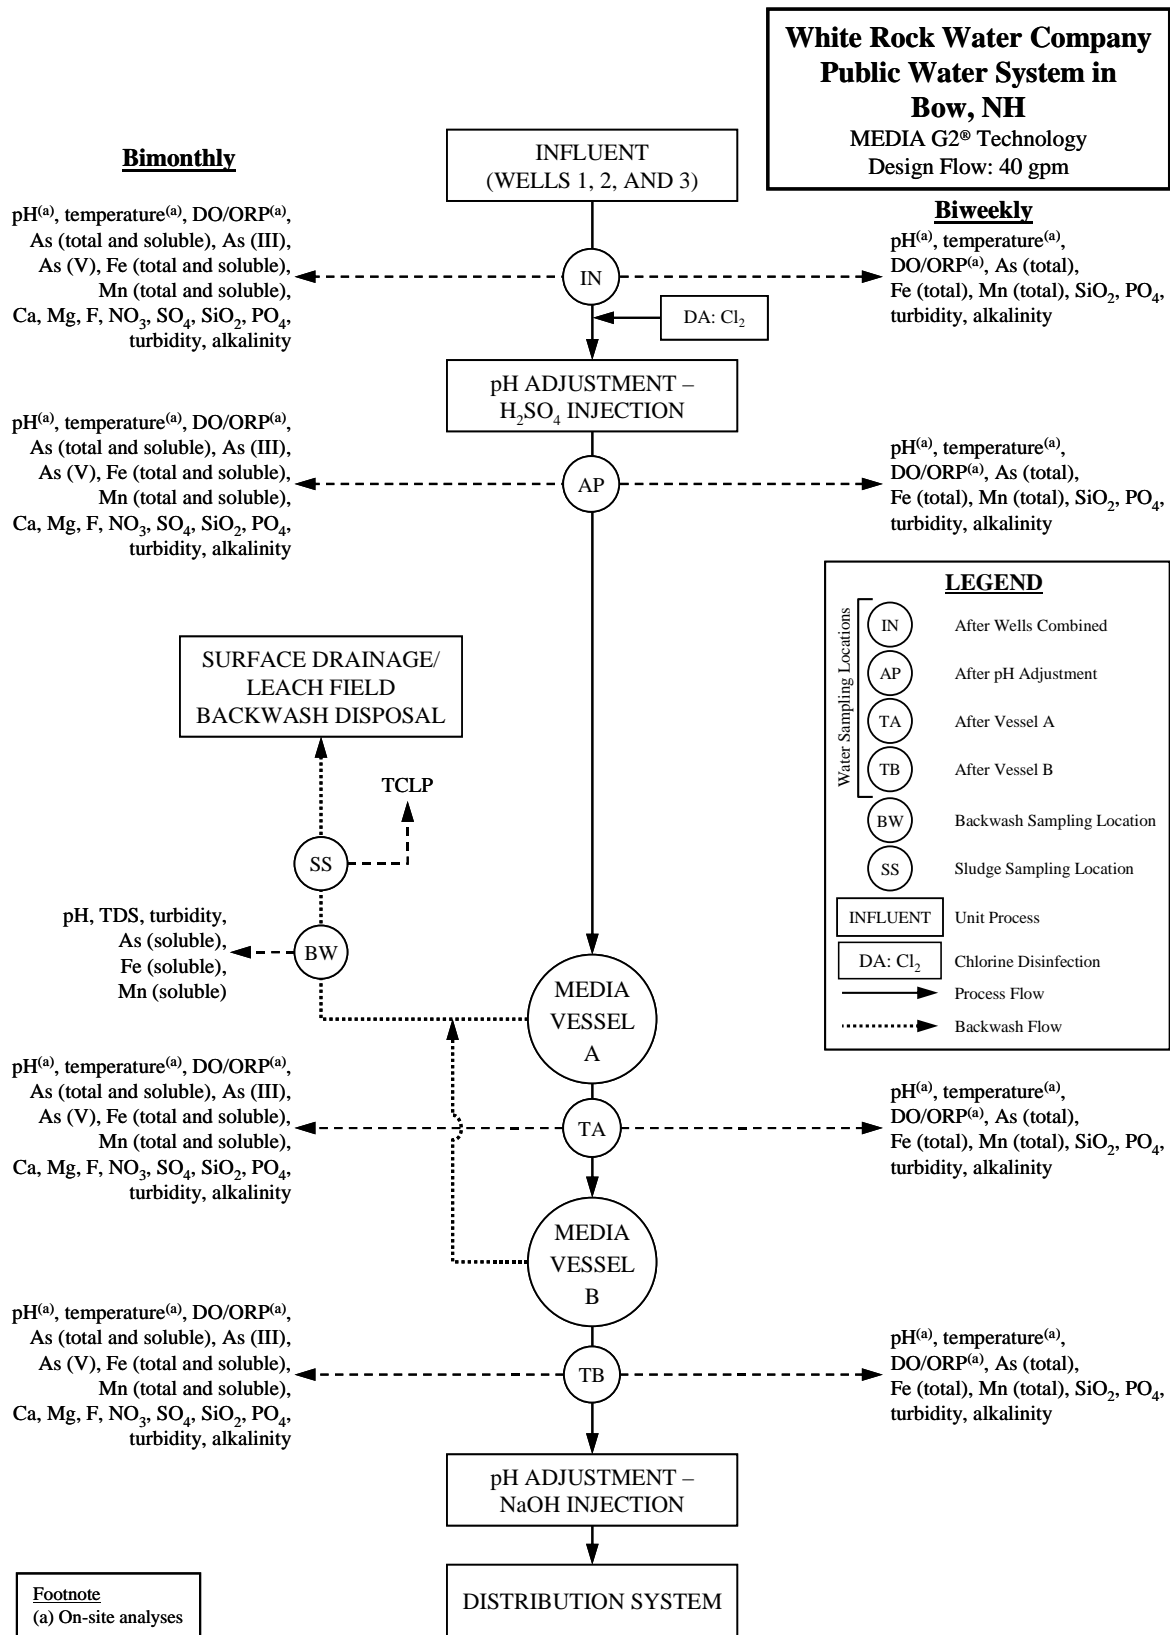 White Rock Water Company
Public Water System in
Bow, NH
MEDIA G2® Technology
Design Flow: 40 gpm
Bimonthly
INFLUENT
(WELLS 1, 2, AND 3)
Biweekly
pH(a), temperature(a), DO/ORP(a),
As (total and soluble), As (III),
As (V), Fe (total and soluble),
Mn (total and soluble),
Ca, Mg, F, NO3, SO4, SiO2, PO4,
turbidity, alkalinity
IN
pH(a), temperature(a),
DO/ORP(a), As (total),
Fe (total), Mn (total), SiO2, PO4,
turbidity, alkalinity
DA: Cl2
pH ADJUSTMENT –
H2SO4 INJECTION
pH(a), temperature(a), DO/ORP(a),
As (total and soluble), As (III),
As (V), Fe (total and soluble),
Mn (total and soluble),
Ca, Mg, F, NO3, SO4, SiO2, PO4,
turbidity, alkalinity
AP
pH(a), temperature(a),
DO/ORP(a), As (total),
Fe (total), Mn (total), SiO2, PO4,
turbidity, alkalinity
LEGEND
Water Sampling Locations
IN After Wells Combined
AP After pH Adjustment
TA After Vessel A
TB After Vessel B
BW Backwash Sampling Location
SS Sludge Sampling Location
INFLUENT Unit Process
DA: Cl2 Chlorine Disinfection
Process Flow
Backwash Flow
SURFACE DRAINAGE/
LEACH FIELD
BACKWASH DISPOSAL
TCLP
SS
pH, TDS, turbidity,
As (soluble),
Fe (soluble),
Mn (soluble)
BW
MEDIA
VESSEL
A
pH(a), temperature(a), DO/ORP(a),
As (total and soluble), As (III),
As (V), Fe (total and soluble),
Mn (total and soluble),
Ca, Mg, F, NO3, SO4, SiO2, PO4,
turbidity, alkalinity
TA
pH(a), temperature(a),
DO/ORP(a), As (total),
Fe (total), Mn (total), SiO2, PO4,
turbidity, alkalinity
MEDIA
VESSEL
B
pH(a), temperature(a), DO/ORP(a),
As (total and soluble), As (III),
As (V), Fe (total and soluble),
Mn (total and soluble),
Ca, Mg, F, NO3, SO4, SiO2, PO4,
turbidity, alkalinity
TB
pH(a), temperature(a),
DO/ORP(a), As (total),
Fe (total), Mn (total), SiO2, PO4,
turbidity, alkalinity
pH ADJUSTMENT –
NaOH INJECTION
DISTRIBUTION SYSTEM
Footnote
(a) On-site analyses